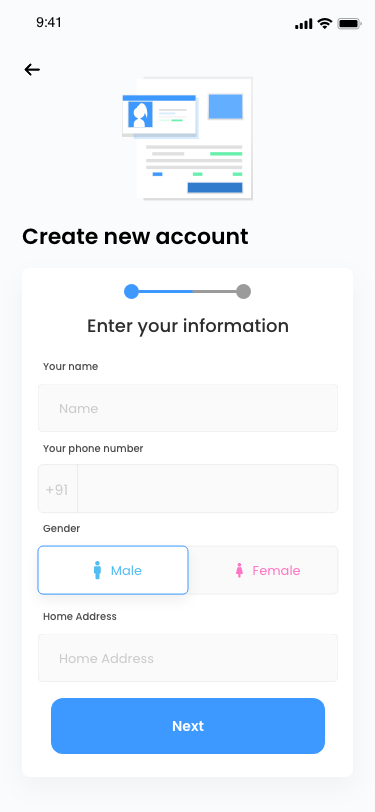 9:41
Create new account
Enter your information
Your name
Name
Your phone number
+91
Gender
Male Female
Home Address
Home Address
Next